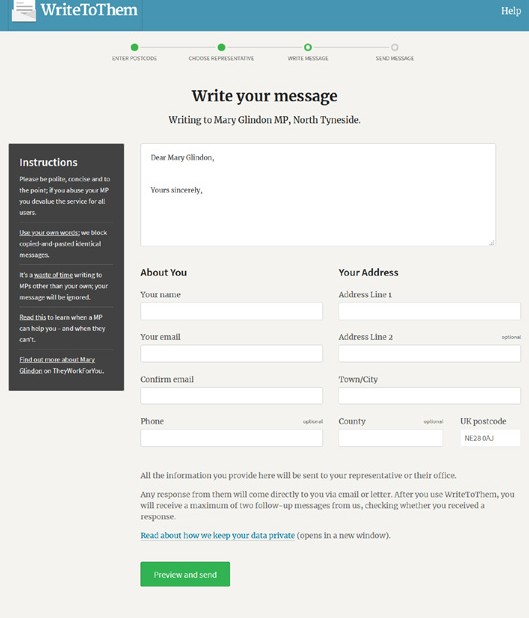 WriteToThem
Help
ENTER POSTCODE
CHOOSE REPRESENTATIVE
WRITE MESSAGE
SEND MESSAGE
Write your message
Writing to Mary Glindon MP, North Tyneside.
Instructions
Please be polite, concise and to
the point; if you abuse your MP
you devalue the service for all
users.
Use your own words; we block
copied-and-pasted identical
messages.
It's a waste of time writing to
MPs other than your own; your
message will be ignored.
Read this to learn when a MP
can help you – and when they
can't.
Find out more about Mary
Glindon on TheyWorkForYou.
Dear Mary Glindon,
Yours sincerely,
About You
Your name
Your email
Confirm email
Phone optional
Your Address
Address Line 1
Address Line 2 optional
Town/City
County optional
UK postcode
NE28 0AJ
All the information you provide here will be sent to your representative or their office.
Any response from them will come directly to you via email or letter. After you use WriteToThem, you
will receive a maximum of two follow-up messages from us, checking whether you received a
response.
Read about how we keep your data private (opens in a new window).
Preview and send